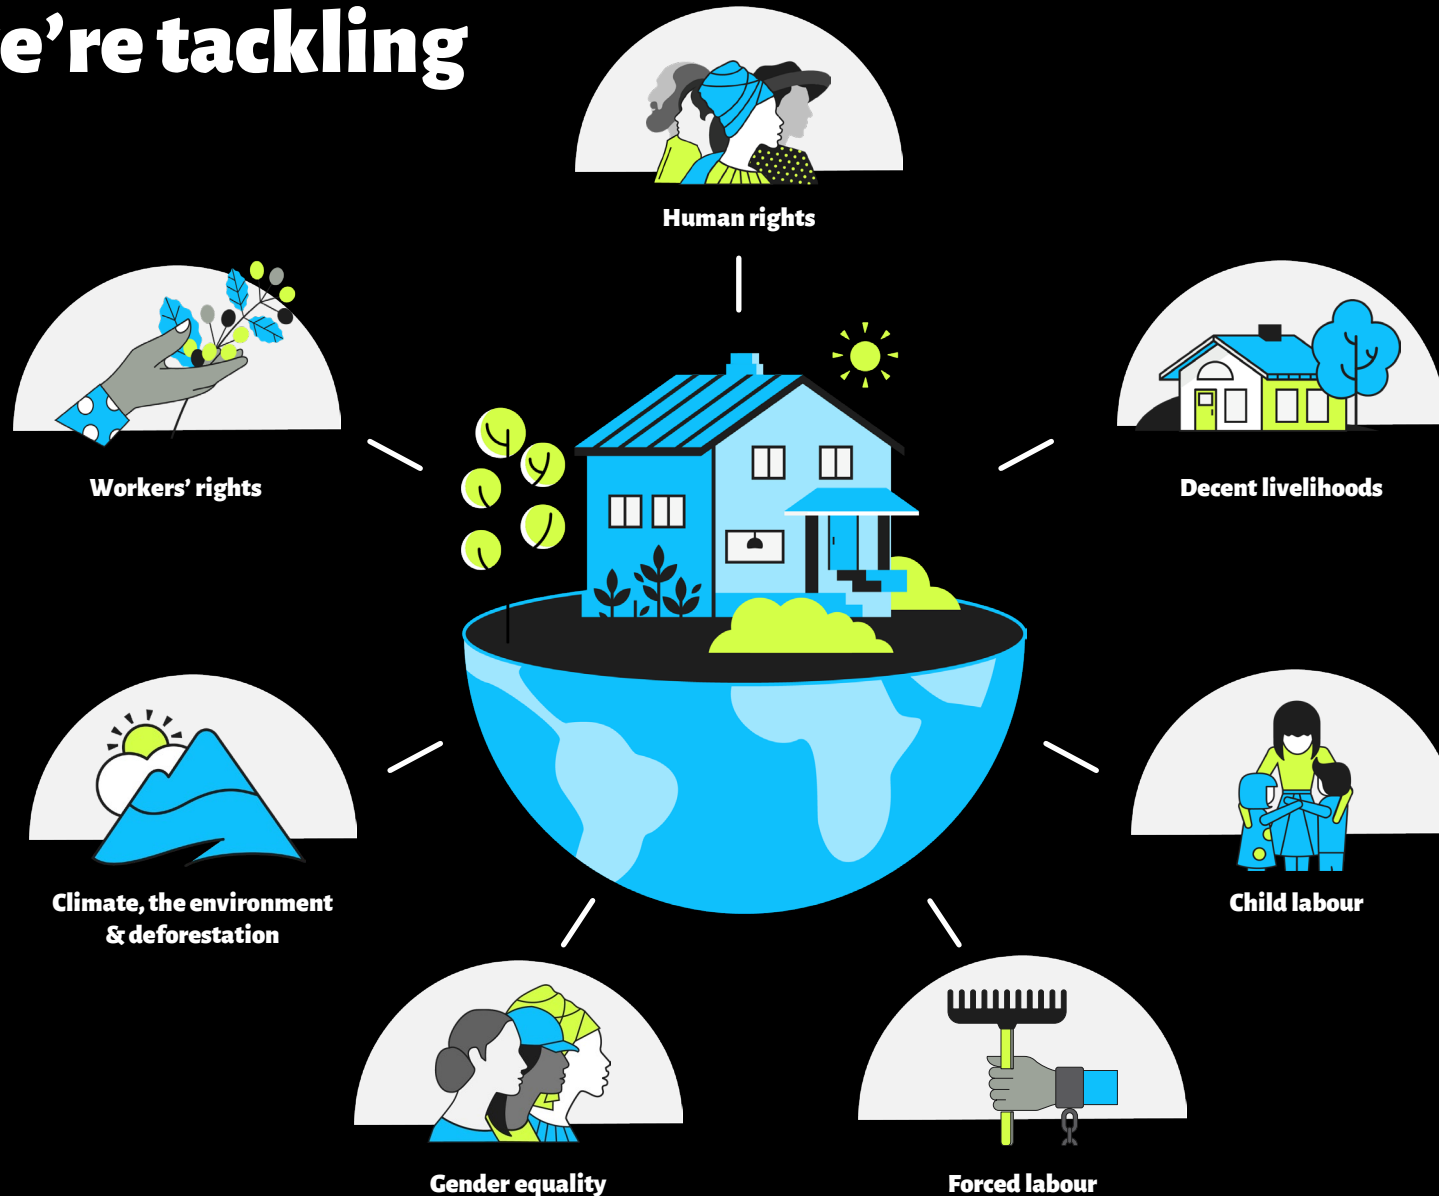 e’re tackling
Human rights
Workers’ rights
Decent livelihoods
Climate, the environment
& deforestation
Child labour
Gender equality
Forced labour